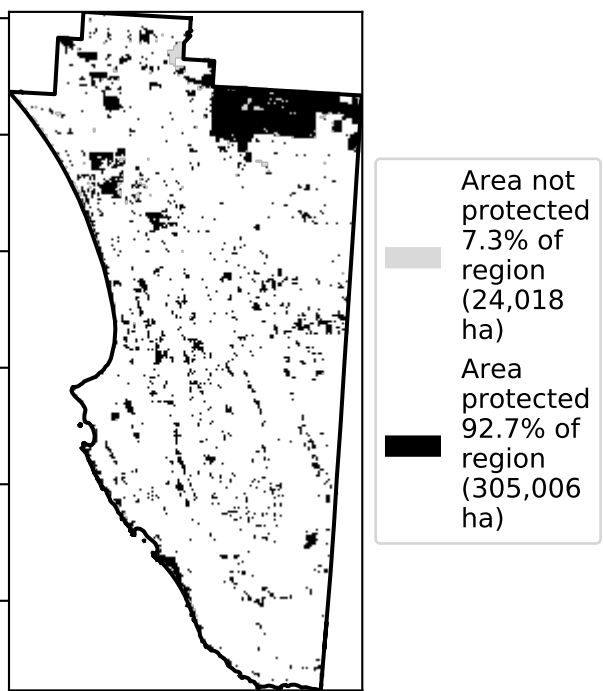 Area not
protected
7.3% of
region
(24,018
ha)
Area
protected
92.7% of
region
(305,006
ha)